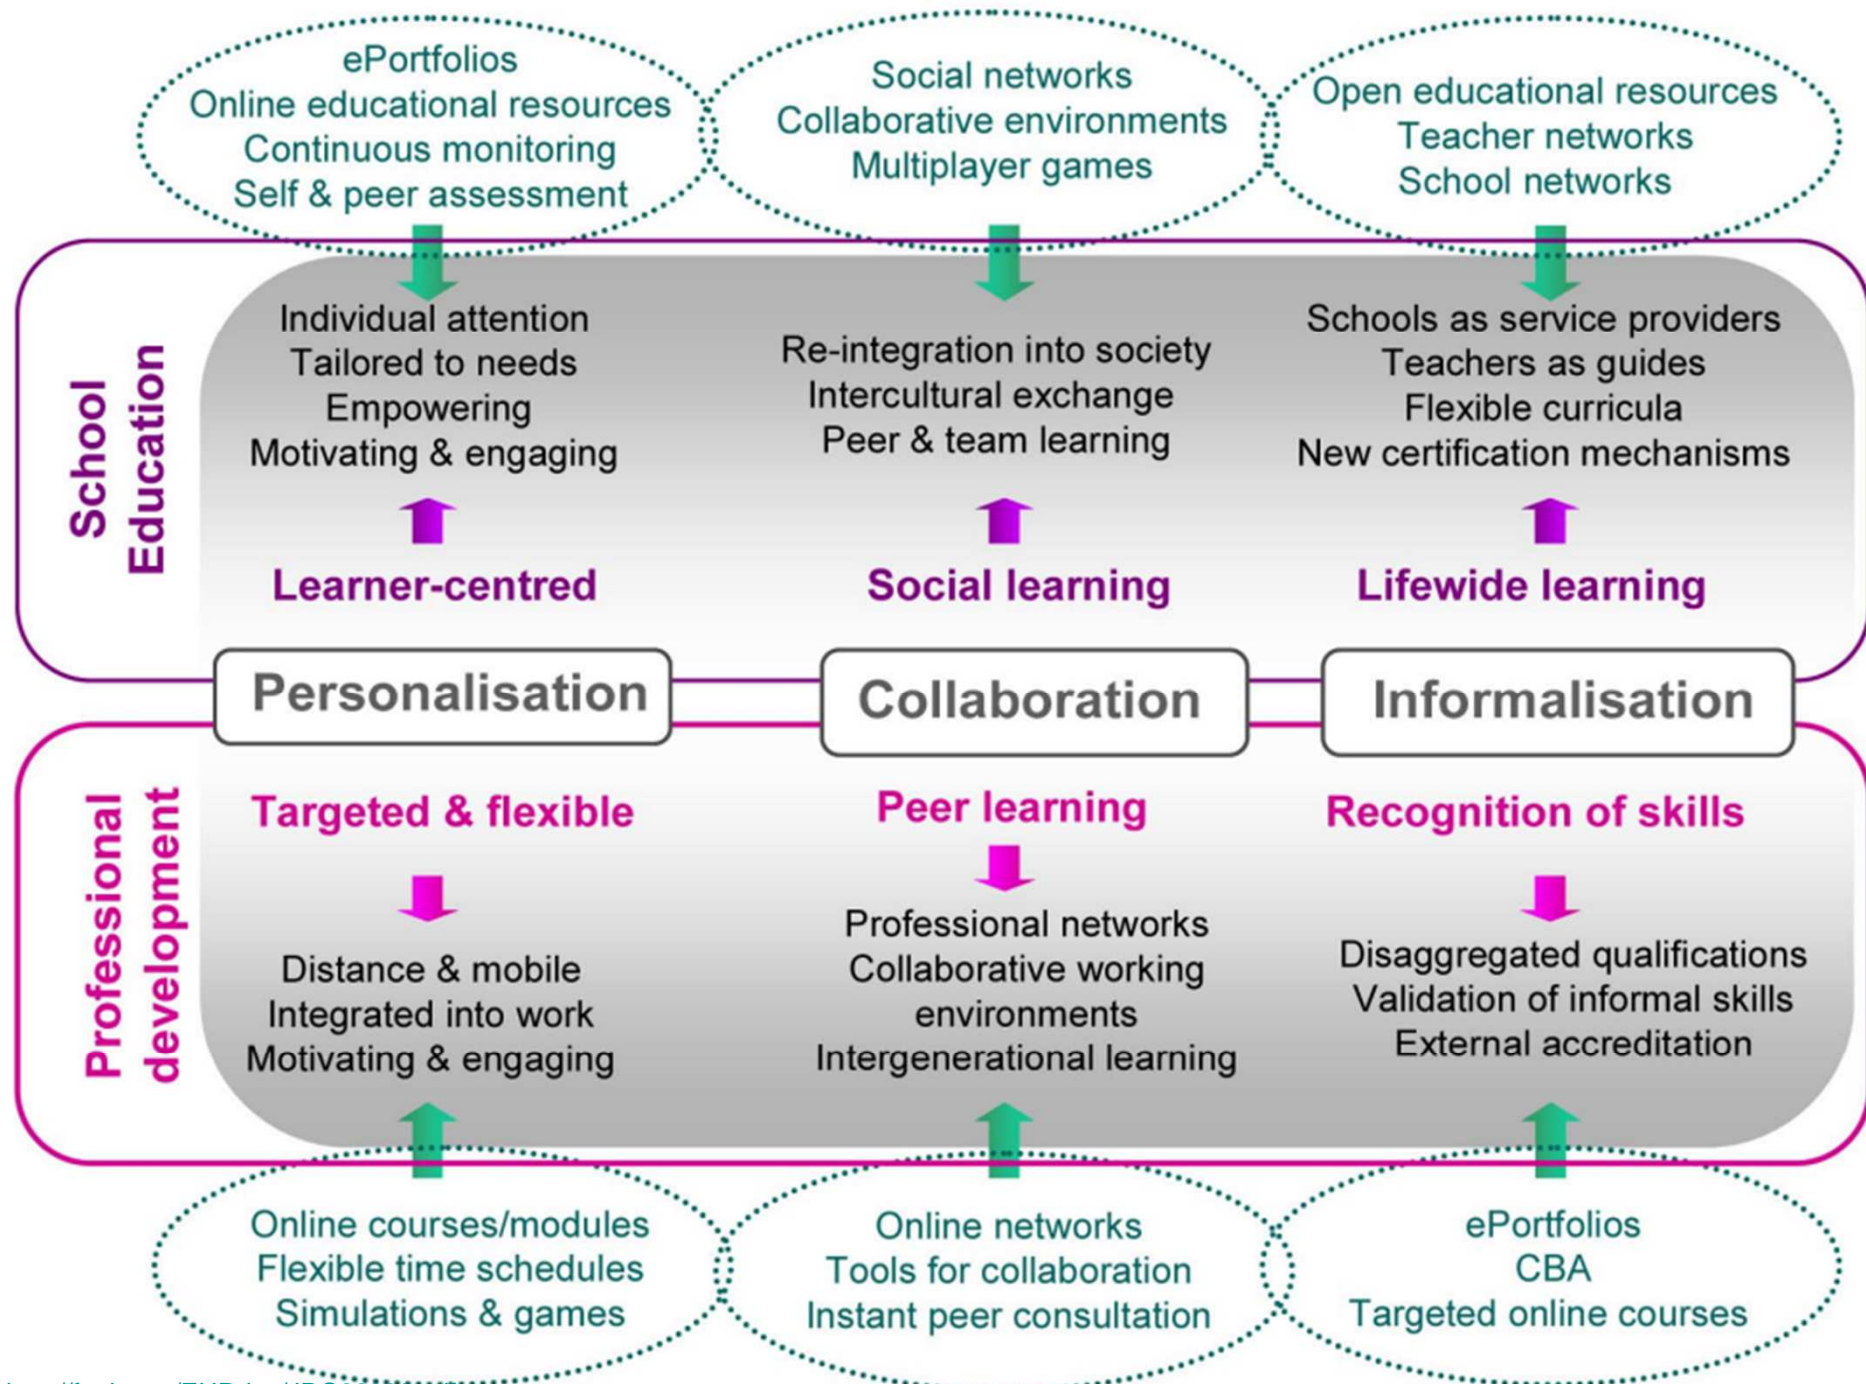 ePortfolios
Online educational resources
Continuous monitoring
Self & peer assessment
Social networks
Collaborative environments
Multiplayer games
Open educational resources
Teacher networks
School networks
School
Education
Individual attention
Tailored to needs
Empowering
Motivating & engaging
Learner-centred
Re-integration into society
Intercultural exchange
Peer & team learning
Social learning
Schools as service providers
Teachers as guides
Flexible curricula
New certification mechanisms
Lifewide learning
Personalisation
Collaboration
Informalisation
Professional
development
Targeted & flexible
Distance & mobile
Integrated into work
Motivating & engaging
Peer learning
Professional networks
Collaborative working
environments
Intergenerational learning
Recognition of skills
Disaggregated qualifications
Validation of informal skills
External accreditation
Online courses/modules
Flexible time schedules
Simulations & games
Online networks
Tools for collaboration
Instant peer consultation
ePortfolios
CBA
Targeted online courses